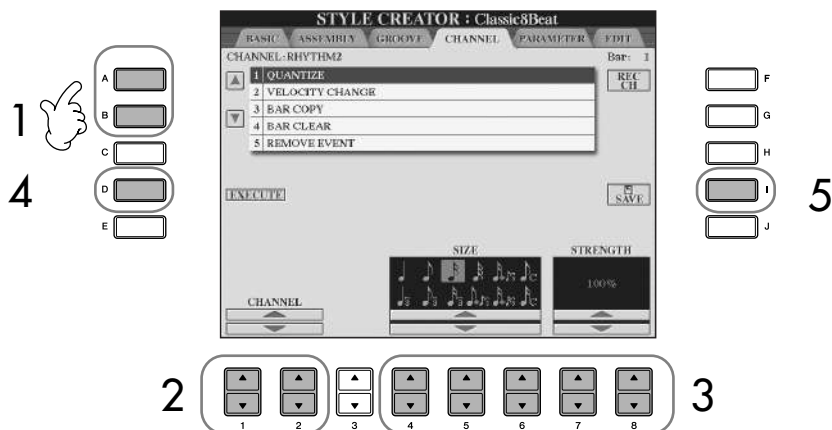 STYLE CREATOR : Classic8Beat
BASIC ASSEMBLY GROOVE CHANNEL PARAMETER EDIT
CHANNEL:RHYTHM2 Bar: 1
1 QUANTIZE
2 VELOCITY CHANGE
3 BAR COPY
4 BAR CLEAR
5 REMOVE EVENT
REC CH
EXECUTE
SAVE
SIZE
STRENGTH
100%
CHANNEL
A
B
C
D
E
F
G
H
I
J
1
4
5
2
3
1 2 3 4 5 6 7 8